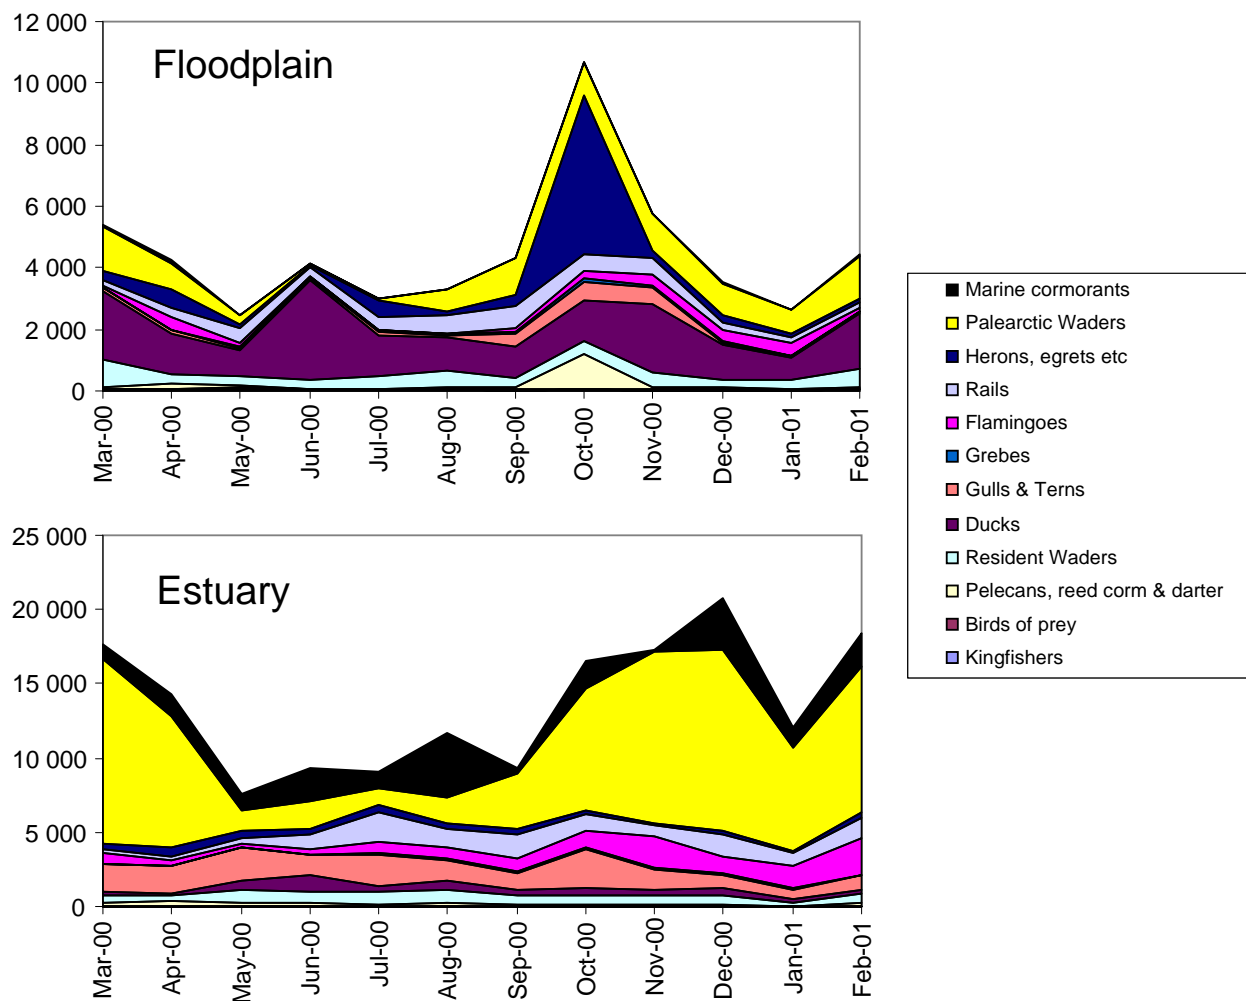 12 000
10 000
8 000
6 000
4 000
2 000
0
Floodplain
Mar-00
Apr-00
May-00
Jun-00
Jul-00
Aug-00
Sep-00
Oct-00
Nov-00
Dec-00
Jan-01
Feb-01
25 000
20 000
15 000
10 000
5 000
0
Estuary
Mar-00
Apr-00
May-00
Jun-00
Jul-00
Aug-00
Sep-00
Oct-00
Nov-00
Dec-00
Jan-01
Feb-01
Marine cormorants
Palearctic Waders
Herons, egrets etc
Rails
Flamingoes
Grebes
Gulls & Terns
Ducks
Resident Waders
Pelecans, reed corm & darter
Birds of prey
Kingfishers